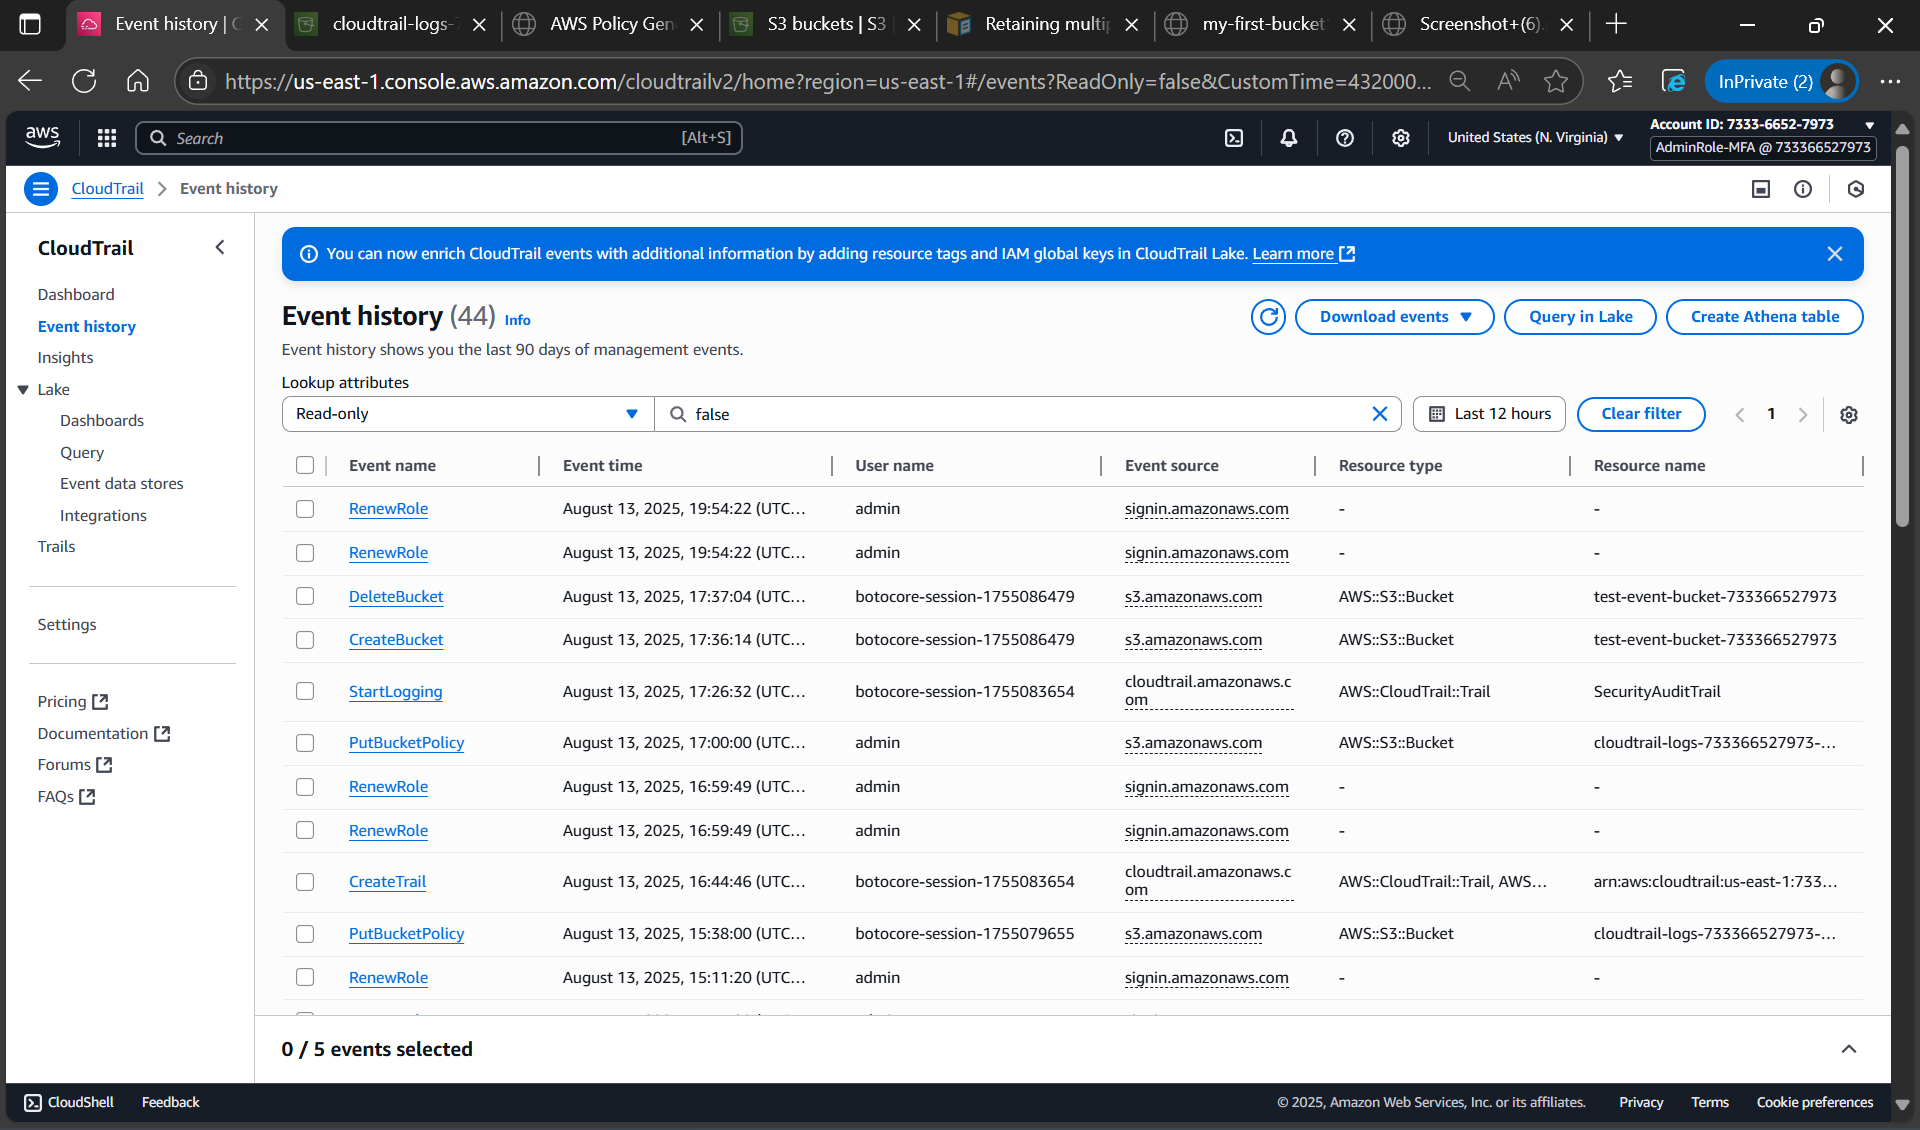 Event history | C
cloudtrail-logs-7
AWS Policy Gen
S3 buckets | S3
Retaining multip
my-first-bucket
Screenshot+(6).
https://us-east-1.console.aws.amazon.com/cloudtrailv2/home?region=us-east-1#/events?ReadOnly=false&CustomTime=432000...
InPrivate (2)
aws
Search
[Alt+S]
United States (N. Virginia)
Account ID: 7333-6652-7973
AdminRole-MFA @ 733366527973
CloudTrail
Event history
CloudTrail
Dashboard
Event history
Insights
Lake
Dashboards
Query
Event data stores
Integrations
Trails
Settings
Pricing
Documentation
Forums
FAQs
You can now enrich CloudTrail events with additional information by adding resource tags and IAM global keys in CloudTrail Lake. Learn more
Event history (44) Info
Download events
Query in Lake
Create Athena table
Event history shows you the last 90 days of management events.
Lookup attributes
Read-only
false
Last 12 hours
Clear filter
1
Event name Event time User name Event source Resource type Resource name
RenewRole August 13, 2025, 19:54:22 (UTC... admin signin.amazonaws.com - -
RenewRole August 13, 2025, 19:54:22 (UTC... admin signin.amazonaws.com - -
DeleteBucket August 13, 2025, 17:37:04 (UTC... botocore-session-1755086479 s3.amazonaws.com AWS::S3::Bucket test-event-bucket-733366527973
CreateBucket August 13, 2025, 17:36:14 (UTC... botocore-session-1755086479 s3.amazonaws.com AWS::S3::Bucket test-event-bucket-733366527973
StartLogging August 13, 2025, 17:26:32 (UTC... botocore-session-1755083654 cloudtrail.amazonaws.c
om AWS::CloudTrail::Trail SecurityAuditTrail
PutBucketPolicy August 13, 2025, 17:00:00 (UTC... admin s3.amazonaws.com AWS::S3::Bucket cloudtrail-logs-733366527973-...
RenewRole August 13, 2025, 16:59:49 (UTC... admin signin.amazonaws.com - -
RenewRole August 13, 2025, 16:59:49 (UTC... admin signin.amazonaws.com - -
CreateTrail August 13, 2025, 16:44:46 (UTC... botocore-session-1755083654 cloudtrail.amazonaws.c
om AWS::CloudTrail::Trail, AWS... arn:aws:cloudtrail:us-east-1:733...
PutBucketPolicy August 13, 2025, 15:38:00 (UTC... botocore-session-1755079655 s3.amazonaws.com AWS::S3::Bucket cloudtrail-logs-733366527973-...
RenewRole August 13, 2025, 15:11:20 (UTC... admin signin.amazonaws.com - -
0 / 5 events selected
CloudShell
Feedback
© 2025, Amazon Web Services, Inc. or its affiliates.
Privacy
Terms
Cookie preferences